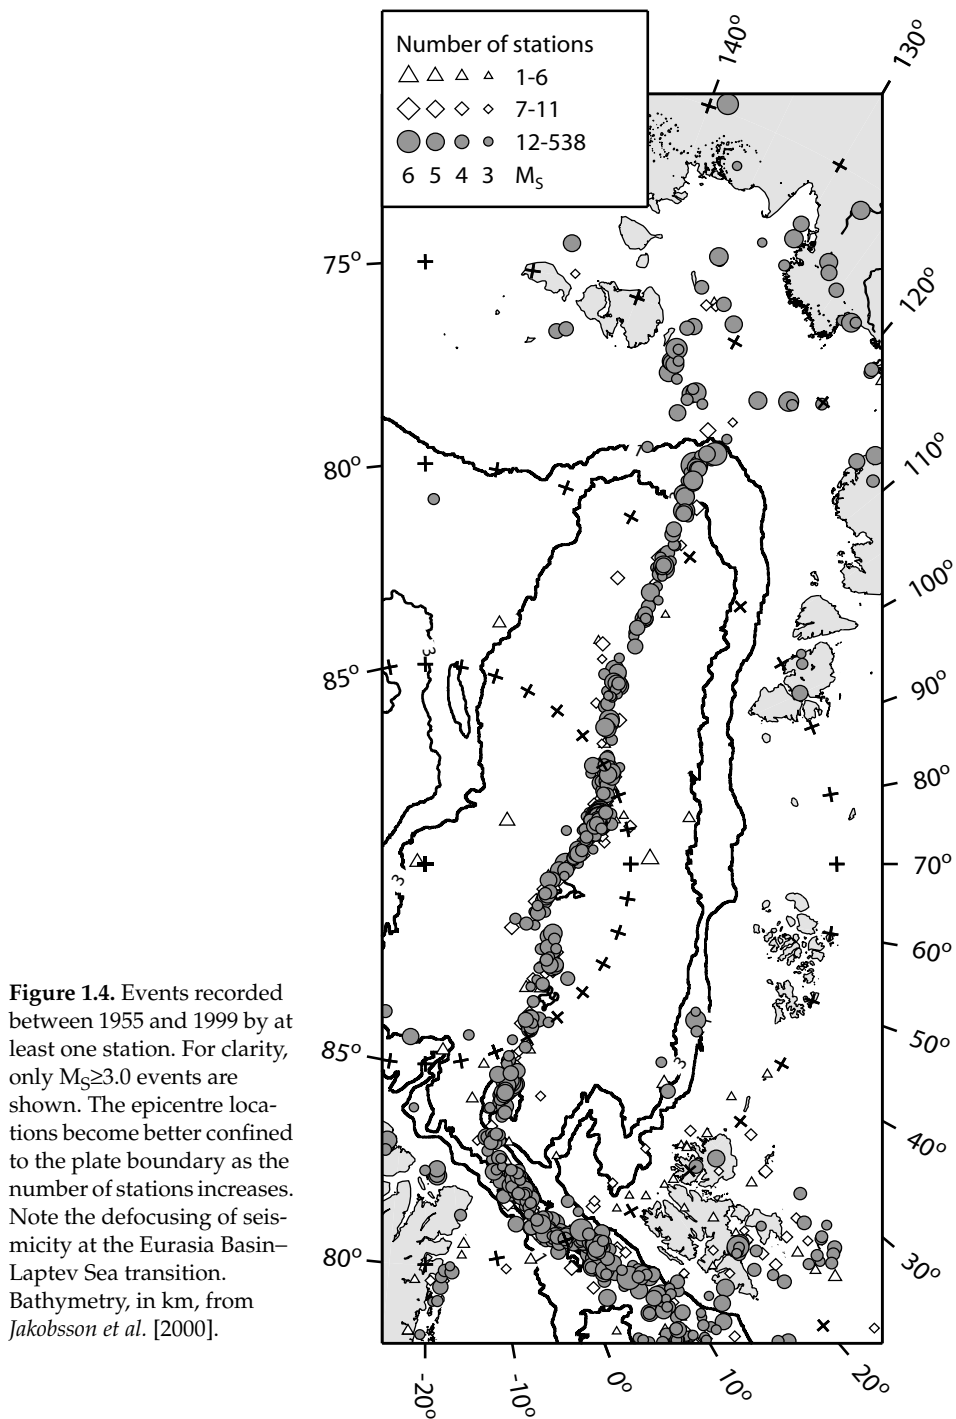 Number of stations
1-6
7-11
12-538
6 5 4 3 MS
140°
130°
120°
110°
100°
90°
80°
70°
60°
50°
40°
30°
20°
10°
0°
-10°
-20°
75°
80°
85°
85°
80°
1
3
3
3
1
1
Figure 1.4. Events recorded
between 1955 and 1999 by at
least one station. For clarity,
only MS≥3.0 events are
shown. The epicentre loca-
tions become better confined
to the plate boundary as the
number of stations increases.
Note the defocusing of seis-
micity at the Eurasia Basin–
Laptev Sea transition.
Bathymetry, in km, from
Jakobsson et al. [2000].